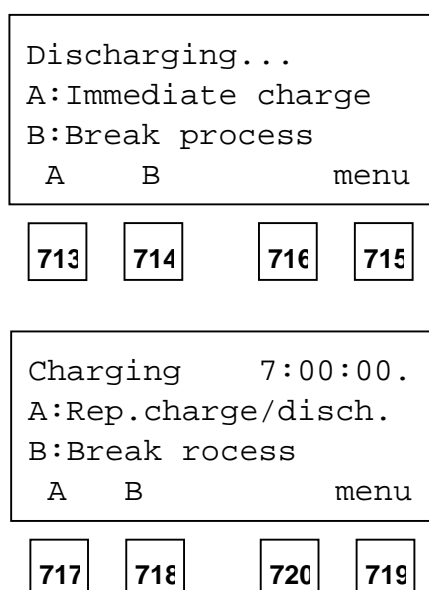 Discharging...
A:Immediate charge
B:Break process
A B menu
713 714 716 715
Charging 7:00:00.
A:Rep.charge/disch.
B:Break rocess
A B menu
717 718 720 719